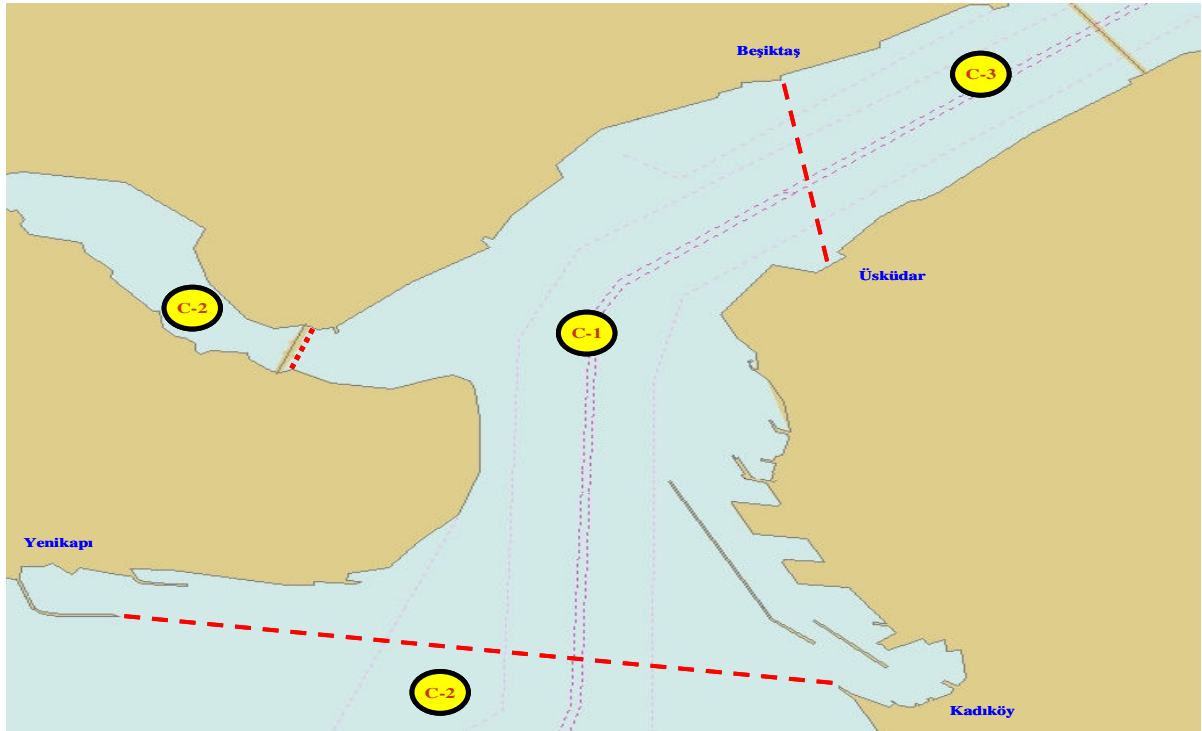 Beşiktaş
C-3
Üsküdar
C-2
C-1
Yenikapı
C-2
Kadıköy